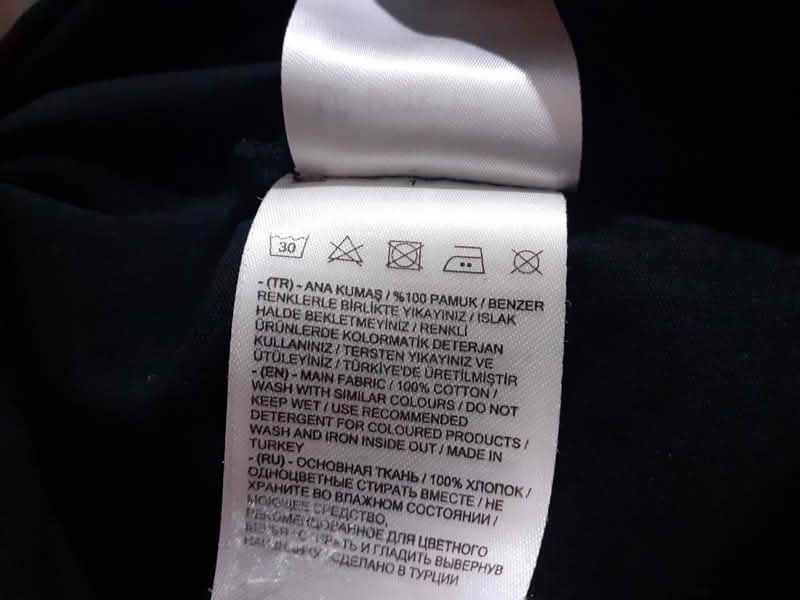 30
- (TR) - ANA KUMAŞ / %100 PAMUK / BENZER
RENKLERLE BİRLİKTE YIKAYINIZ / ISLAK
HALDE BEKLETMEYİNİZ / RENKLİ
ÜRÜNLERDE KOLORMATİK DETERJAN
KULLANINIZ / TERSTEN YIKAYINIZ VE
ÜTÜLEYİNİZ / TÜRKİYE'DE ÜRETİLMİŞTİR
- (EN) - MAIN FABRIC / 100% COTTON /
WASH WITH SIMILAR COLOURS / DO NOT
KEEP WET / USE RECOMMENDED
DETERGENT FOR COLOURED PRODUCTS /
WASH AND IRON INSIDE OUT / MADE IN
TURKEY
- (RU) - ОСНОВНАЯ ТКАНЬ / 100% ХЛОПОК /
ОДНОЦВЕТНЫЕ СТИРАТЬ ВМЕСТЕ / НЕ
ХРАНИТЕ ВО ВЛАЖНОМ СОСТОЯНИИ /
МОЮЩЕЕ СРЕДСТВО,
РЕКОМЕНДОВАННОЕ ДЛЯ ЦВЕТНОГО
И ГЛАДИТЬ ВЫВЕРНУВ
СДЕЛАНО В ТУРЦИИ